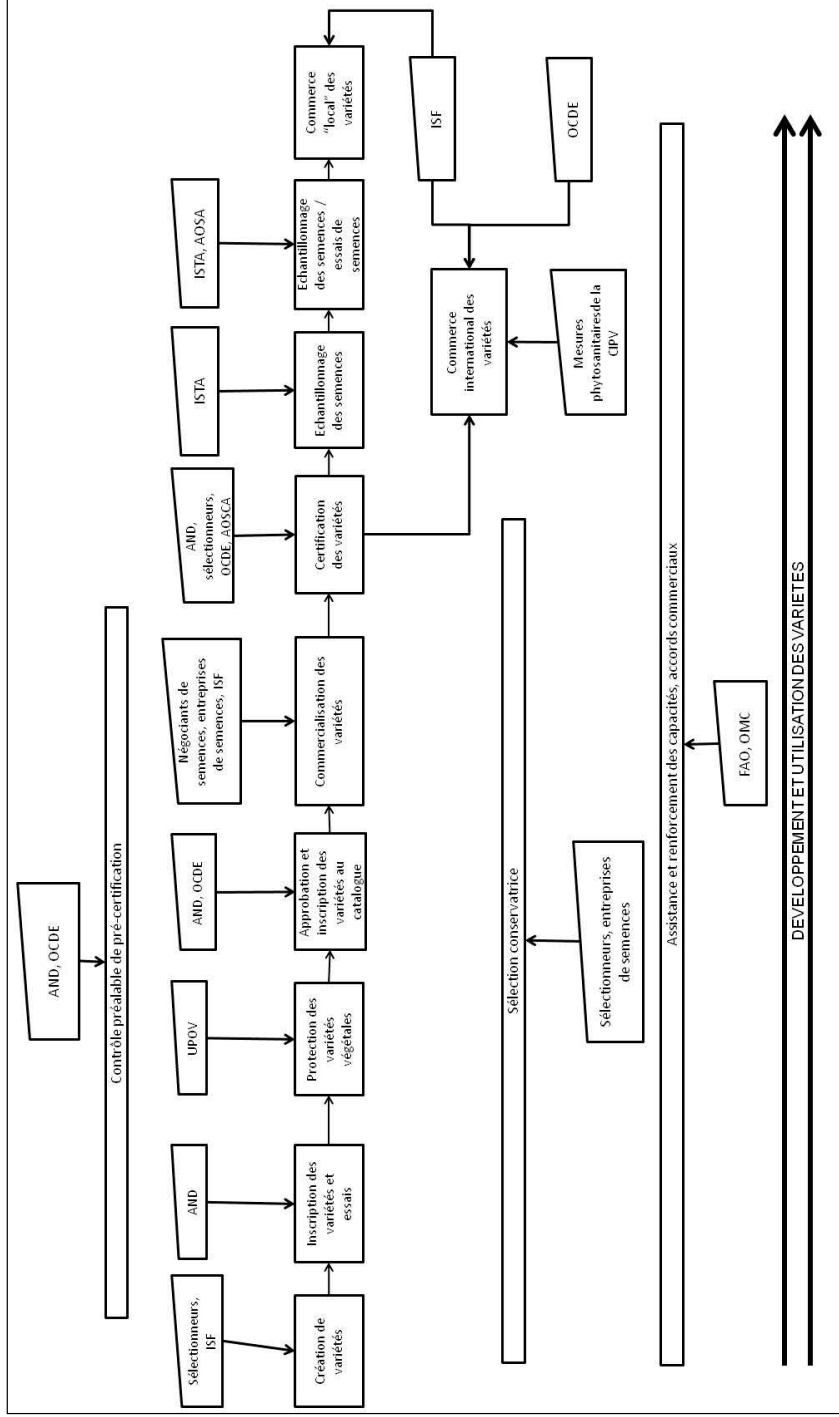 AND, OCDE
Contrôle préalable de pré-certification
Sélectionneurs,
ISF
AND
UPOV
AND, OCDE
Négociants de
semences, entreprises
de semences, ISF
AND,
sélectionneurs,
OCDE, AOSCA
ISTA
ISTA, AOSA
Création de
variétés
Inscription des
variétés et
essais
Protection des
variétés
végétales
Approbation et
inscription des
variétés au
catalogue
Commercialisation des
variétés
Certification
des variétés
Echantillonnage
des semences
Echantillonnage
des semences /
essais de
semences
Commerce
"local" des
variétés
ISF
OCDE
Commerce
international des
variétés
Mesures
phytosanitairesde la
CIPV
Sélection conservatrice
Sélectionneurs, entreprises
de semences
Assistance et renforcement des capacités, accords commerciaux
FAO, OMC
DEVELOPPEMENT ET UTILISATION DES VARIETES